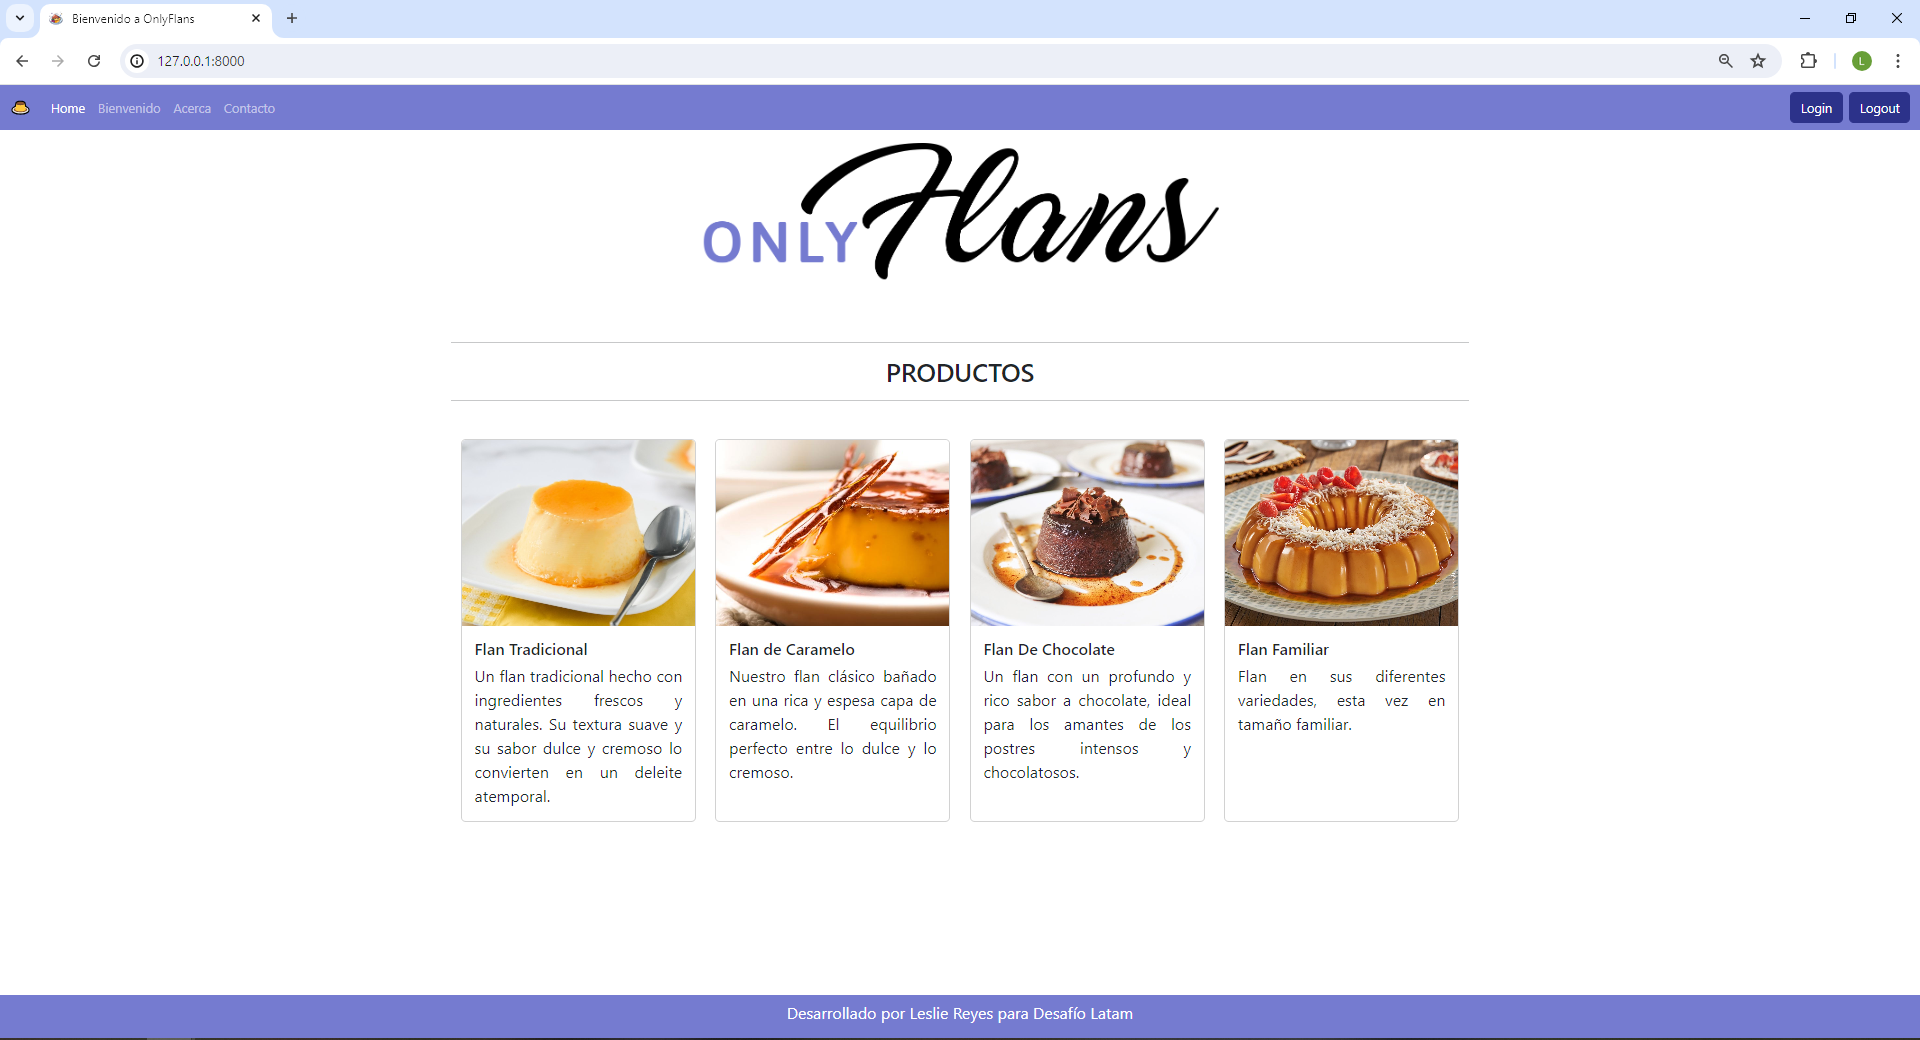 Bienvenido a OnlyFlans
127.0.0.1:8000
L
Home Bienvenido Acerca Contacto
Login Logout
ONLY Flans
PRODUCTOS
Flan Tradicional
Un flan tradicional hecho con
ingredientes frescos y
naturales. Su textura suave y
su sabor dulce y cremoso lo
convierten en un deleite
atemporal.
Flan de Caramelo
Nuestro flan clásico bañado
en una rica y espesa capa de
caramelo. El equilibrio
perfecto entre lo dulce y lo
cremoso.
Flan De Chocolate
Un flan con un profundo y
rico sabor a chocolate, ideal
para los amantes de los
postres intensos y
chocolatosos.
Flan Familiar
Flan en sus diferentes
variedades, esta vez en
tamaño familiar.
Desarrollado por Leslie Reyes para Desafío Latam